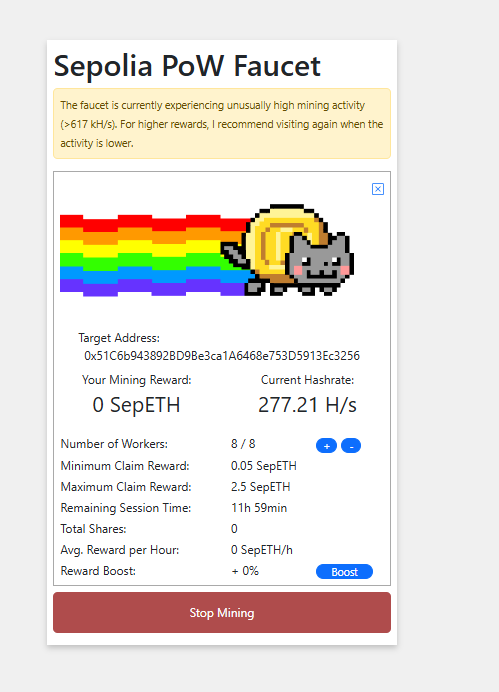 Sepolia PoW Faucet
The faucet is currently experiencing unusually high mining activity
(>617 kH/s). For higher rewards, I recommend visiting again when the
activity is lower.
Target Address:
0x51C6b943892BD9Be3ca1A6468e753D5913Ec3256
Your Mining Reward: Current Hashrate:
0 SepETH 277.21 H/s
Number of Workers: 8 / 8 + -
Minimum Claim Reward: 0.05 SepETH
Maximum Claim Reward: 2.5 SepETH
Remaining Session Time: 11h 59min
Total Shares: 0
Avg. Reward per Hour: 0 SepETH/h
Reward Boost: + 0% Boost
Stop Mining